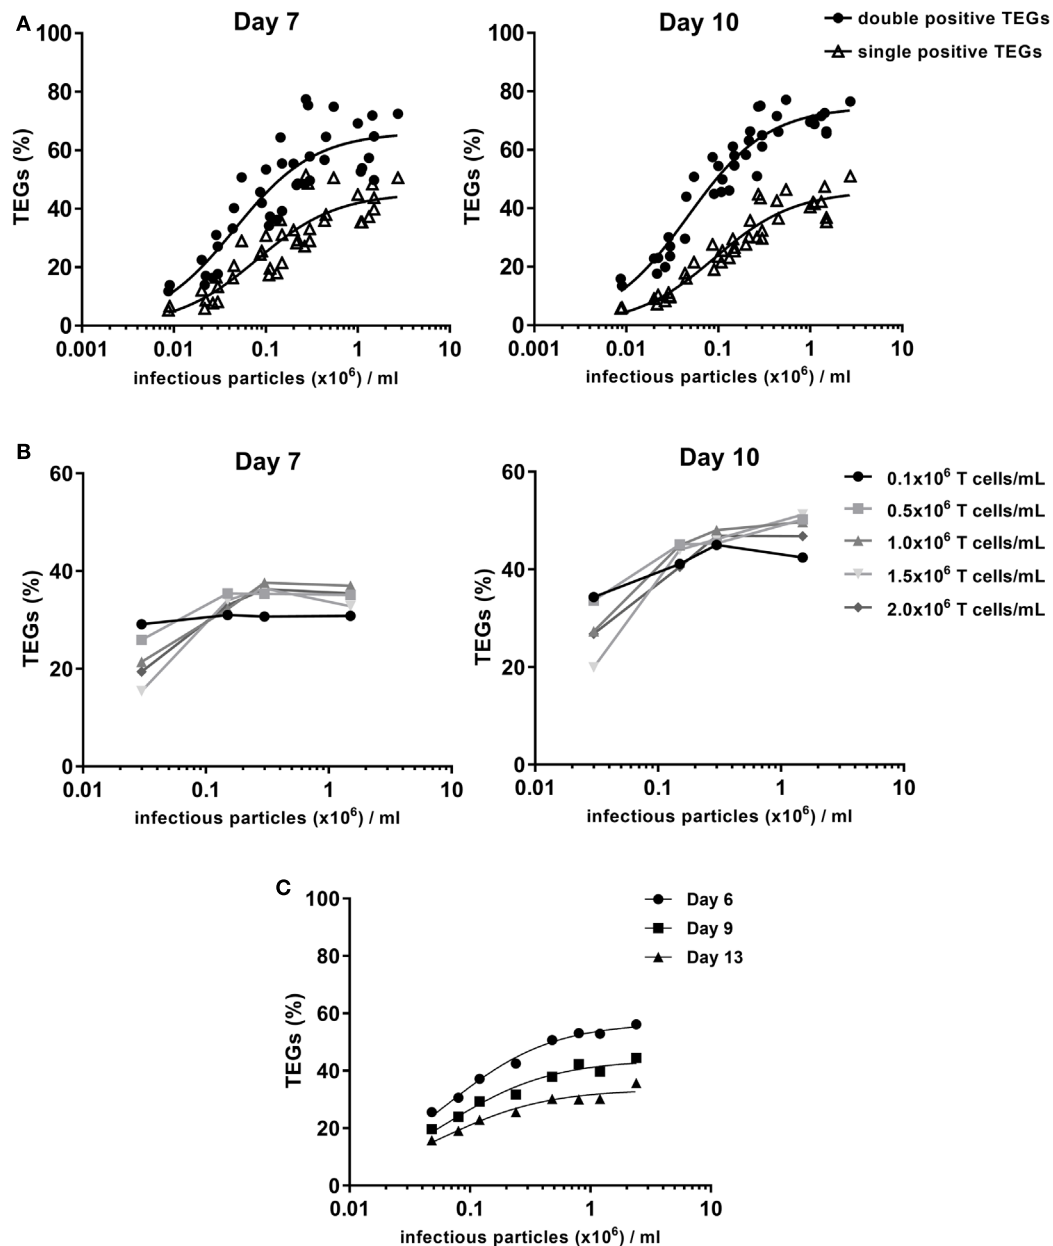 A
Day 7
Day 10
double positive TEGs
single positive TEGs
TEGs (%)
100
80
60
40
20
0
0.001 0.01 0.1 1 10
infectious particles (x10⁶) / ml
TEGs (%)
100
80
60
40
20
0
0.001 0.01 0.1 1 10
infectious particles (x10⁶) / ml
B
Day 7
Day 10
0.1x10⁶ T cells/mL
0.5x10⁶ T cells/mL
1.0x10⁶ T cells/mL
1.5x10⁶ T cells/mL
2.0x10⁶ T cells/mL
TEGs (%)
60
40
20
0
0.01 0.1 1 10
infectious particles (x10⁶) / ml
TEGs (%)
60
40
20
0
0.01 0.1 1 10
infectious particles (x10⁶) / ml
C
Day 6
Day 9
Day 13
TEGs (%)
100
80
60
40
20
0
0.01 0.1 1 10
infectious particles (x10⁶) / ml